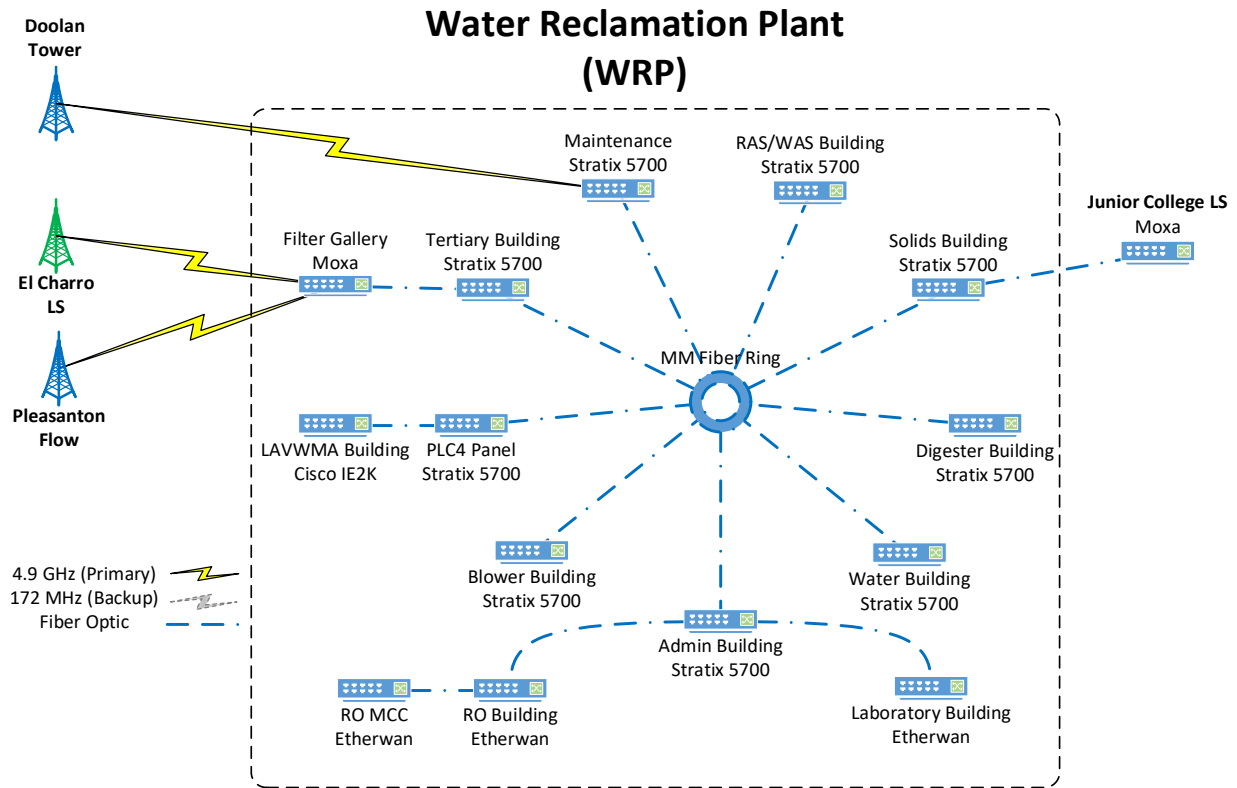 Water Reclamation Plant
(WRP)
Doolan
Tower
Maintenance
Stratix 5700
RAS/WAS Building
Stratix 5700
Junior College LS
Moxa
El Charro
LS
Filter Gallery
Moxa
Tertiary Building
Stratix 5700
Solids Building
Stratix 5700
MM Fiber Ring
Pleasanton
Flow
LAVWMA Building
Cisco IE2K
PLC4 Panel
Stratix 5700
Digester Building
Stratix 5700
4.9 GHz (Primary)
172 MHz (Backup)
Fiber Optic
Blower Building
Stratix 5700
Water Building
Stratix 5700
Admin Building
Stratix 5700
RO MCC
Etherwan
RO Building
Etherwan
Laboratory Building
Etherwan